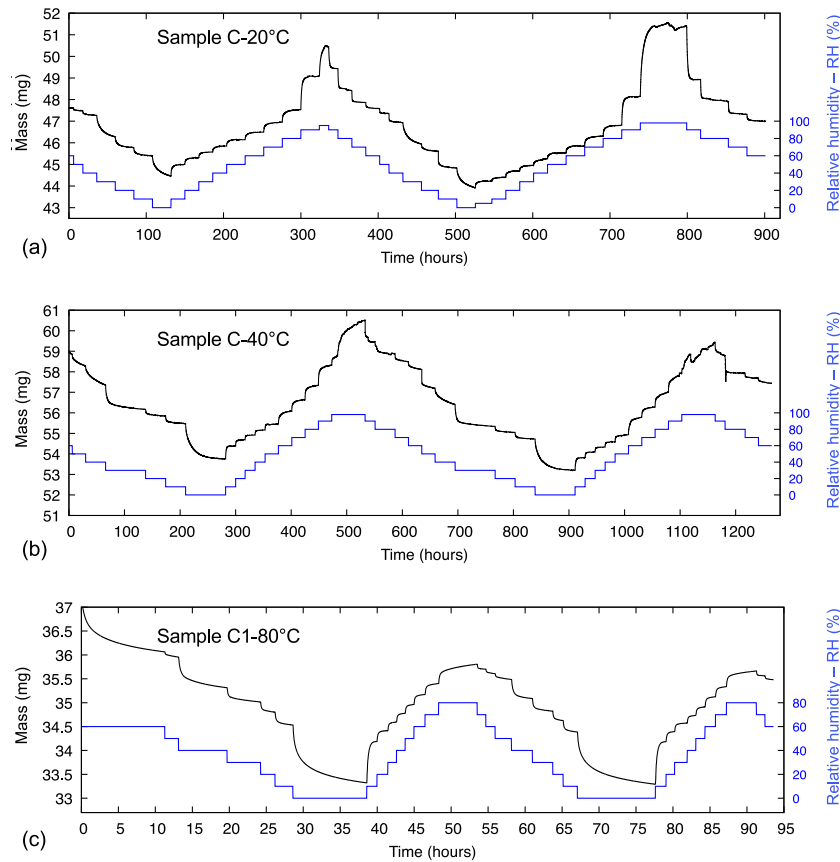 52
51
50
49
48
47
46
45
44
43
Mass (mg)
Sample C-20°C
100
80
60
40
20
0
Relative humidity – RH (%)
0 100 200 300 400 500 600 700 800 900
Time (hours)
(a)
61
60
59
58
57
56
55
54
53
52
51
Mass (mg)
Sample C-40°C
100
80
60
40
20
0
Relative humidity – RH (%)
0 100 200 300 400 500 600 700 800 900 1000 1100 1200
Time (hours)
(b)
37
36.5
36
35.5
35
34.5
34
33.5
33
Mass (mg)
Sample C1-80°C
80
60
40
20
0
Relative humidity – RH (%)
0 5 10 15 20 25 30 35 40 45 50 55 60 65 70 75 80 85 90 95
Time (hours)
(c)